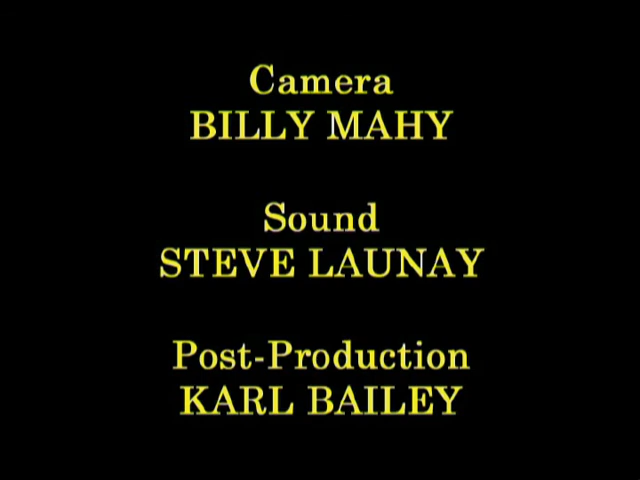 Camera
BILLY MAHY
Sound
STEVE LAUNAY
Post-Production
KARL BAILEY